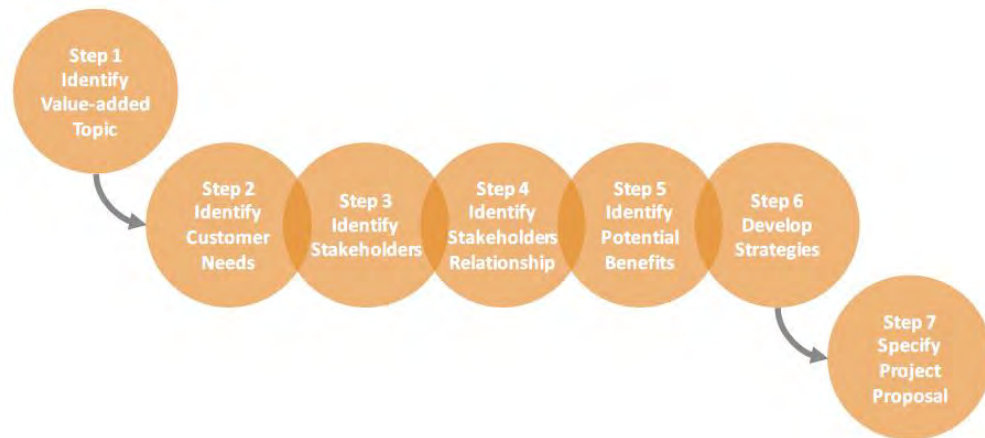 Step 1
Identify
Value-added
Topic
Step 2
Identify
Customer
Needs
Step 3
Identify
Stakeholders
Step 4
Identify
Stakeholders
Relationship
Step 5
Identify
Potential
Benefits
Step 6
Develop
Strategies
Step 7
Specify
Project
Proposal